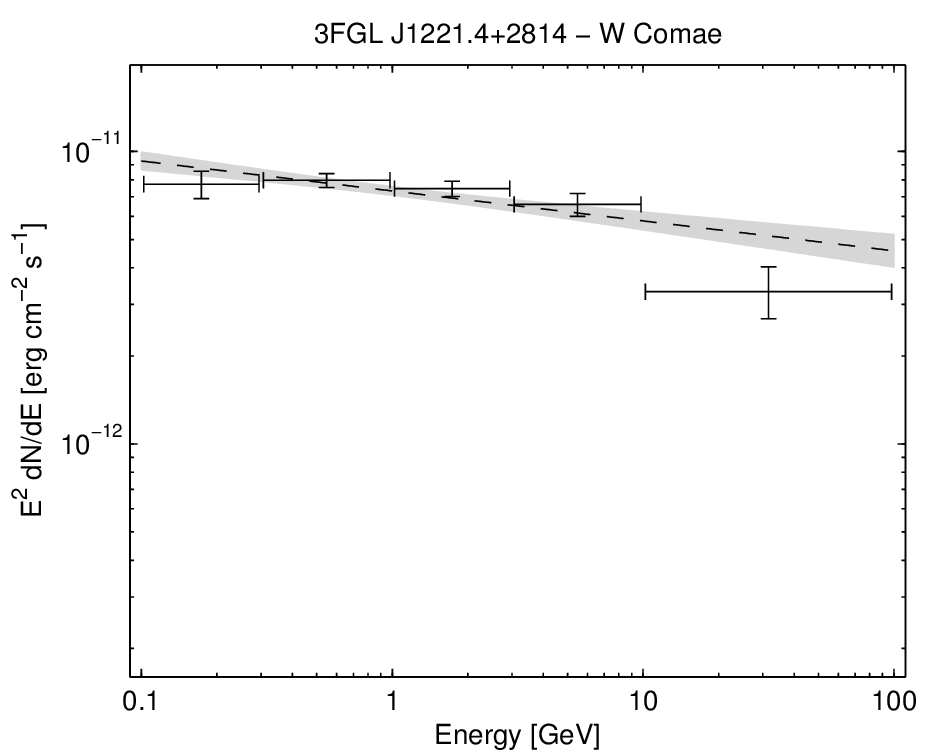 3FGL J1221.4+2814 − W Comae
10⁻¹¹
10⁻¹²
E² dN/dE [erg cm⁻² s⁻¹]
0.1 1 10 100
Energy [GeV]